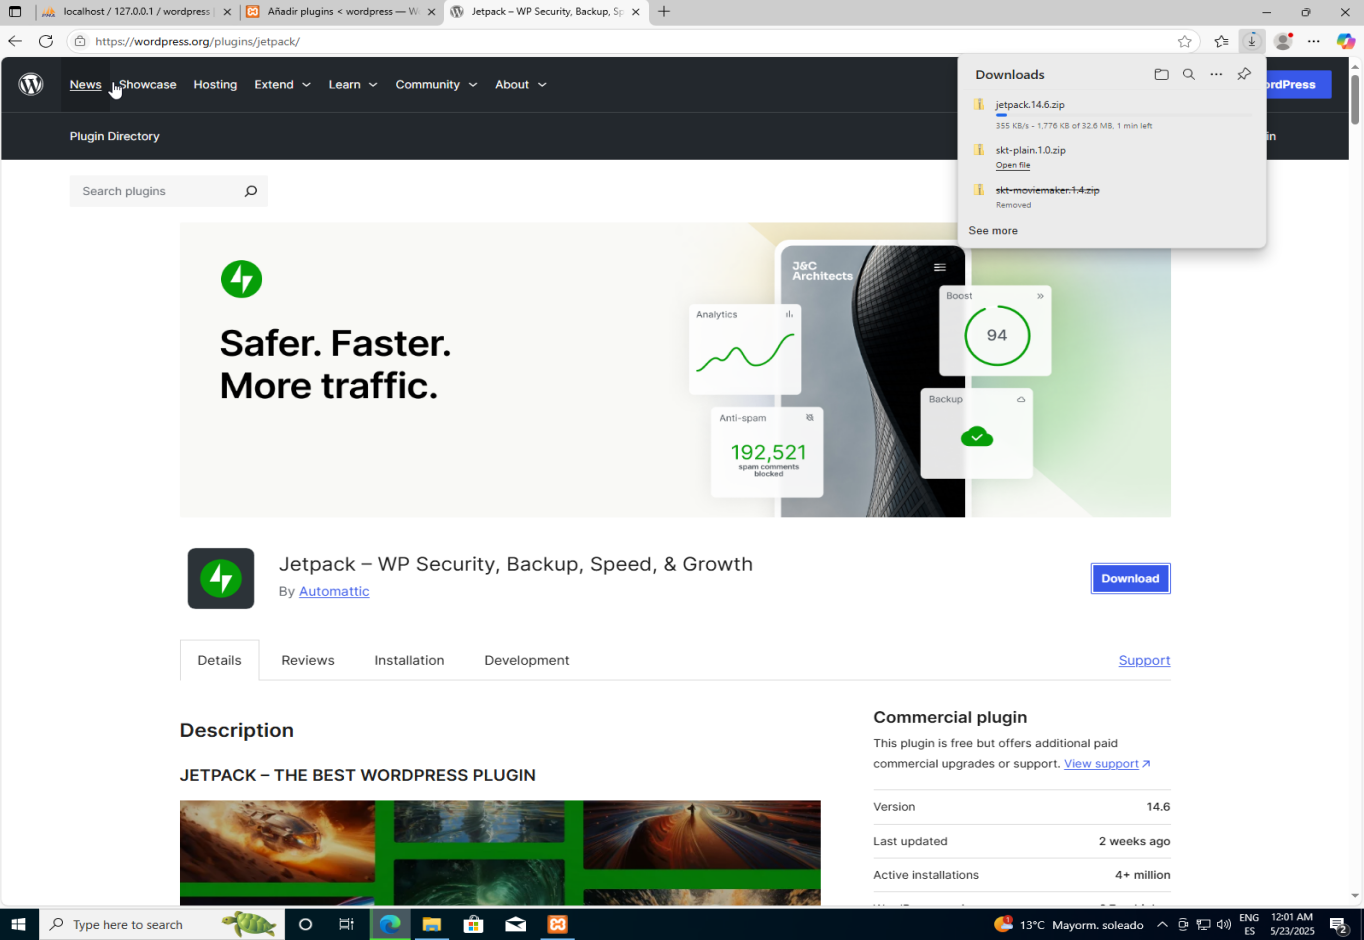 localhost / 127.0.0.1 / wordpress
Añadir plugins < wordpress — W
Jetpack – WP Security, Backup, Sp
https://wordpress.org/plugins/jetpack/
News
Showcase
Hosting
Extend
Learn
Community
About
rdPress
Plugin Directory
in
Downloads
jetpack.14.6.zip
355 KB/s - 1,776 KB of 32.6 MB, 1 min left
skt-plain.1.0.zip
Open file
skt-moviemaker.1.4.zip
Removed
See more
Search plugins
Safer. Faster.
More traffic.
J&C
Architects
Analytics
Boost
94
Anti-spam
192,521
spam comments
blocked
Backup
Jetpack – WP Security, Backup, Speed, & Growth
By Automattic
Download
Details
Reviews
Installation
Development
Support
Description
JETPACK – THE BEST WORDPRESS PLUGIN
Commercial plugin
This plugin is free but offers additional paid
commercial upgrades or support. View support
Version 14.6
Last updated 2 weeks ago
Active installations 4+ million
Type here to search
13°C Mayorm. soleado
ENG
ES
12:01 AM
5/23/2025
2